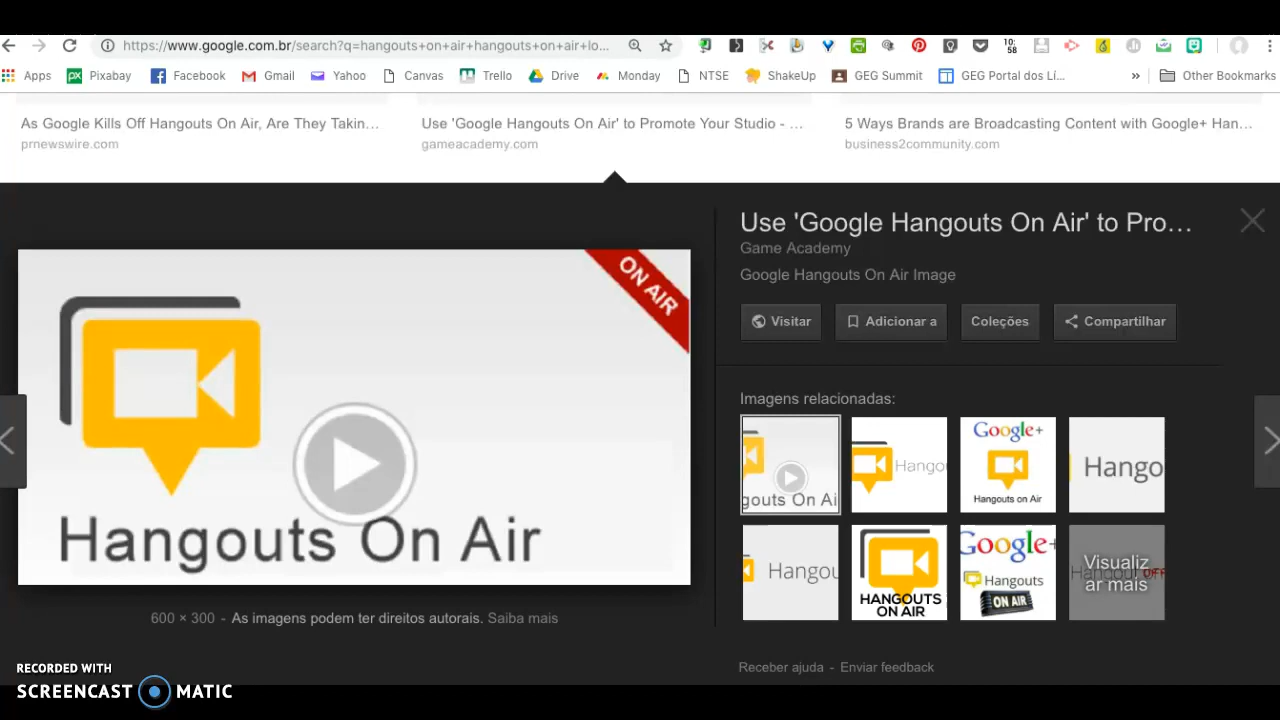 https://www.google.com.br/search?q=hangouts+on+air+hangouts+on+air+lo...
10:
58
Apps
Pixabay
Facebook
Gmail
Yahoo
Canvas
Trello
Drive
Monday
NTSE
ShakeUp
GEG Summit
GEG Portal dos Lí...
»
Other Bookmarks
As Google Kills Off Hangouts On Air, Are They Takin...
prnewswire.com
Use 'Google Hangouts On Air' to Promote Your Studio - ...
gameacademy.com
5 Ways Brands are Broadcasting Content with Google+ Han...
business2community.com
ON AIR
Hangouts On Air
600 × 300 - As imagens podem ter direitos autorais. Saiba mais
Use 'Google Hangouts On Air' to Pro...
Game Academy
Google Hangouts On Air Image
Visitar
Adicionar a
Coleções
Compartilhar
Imagens relacionadas:
gouts On Ai
Hangou
Google+
Hangouts on Air
Hango
Hangou
HANGOUTS
ON AIR
Google+
Hangouts
ON AIR
Visualiz
ar mais
Receber ajuda - Enviar feedback
RECORDED WITH
SCREENCAST MATIC